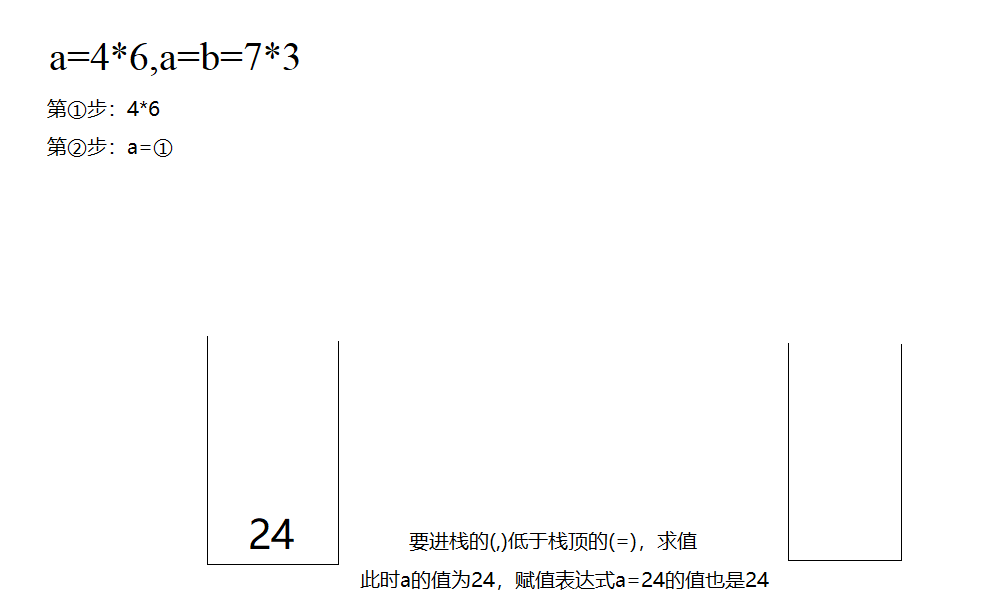 a=4*6,a=b=7*3
第①步：4*6
第②步：a=①
24
要进栈的(,)低于栈顶的(=)，求值
此时a的值为24，赋值表达式a=24的值也是24